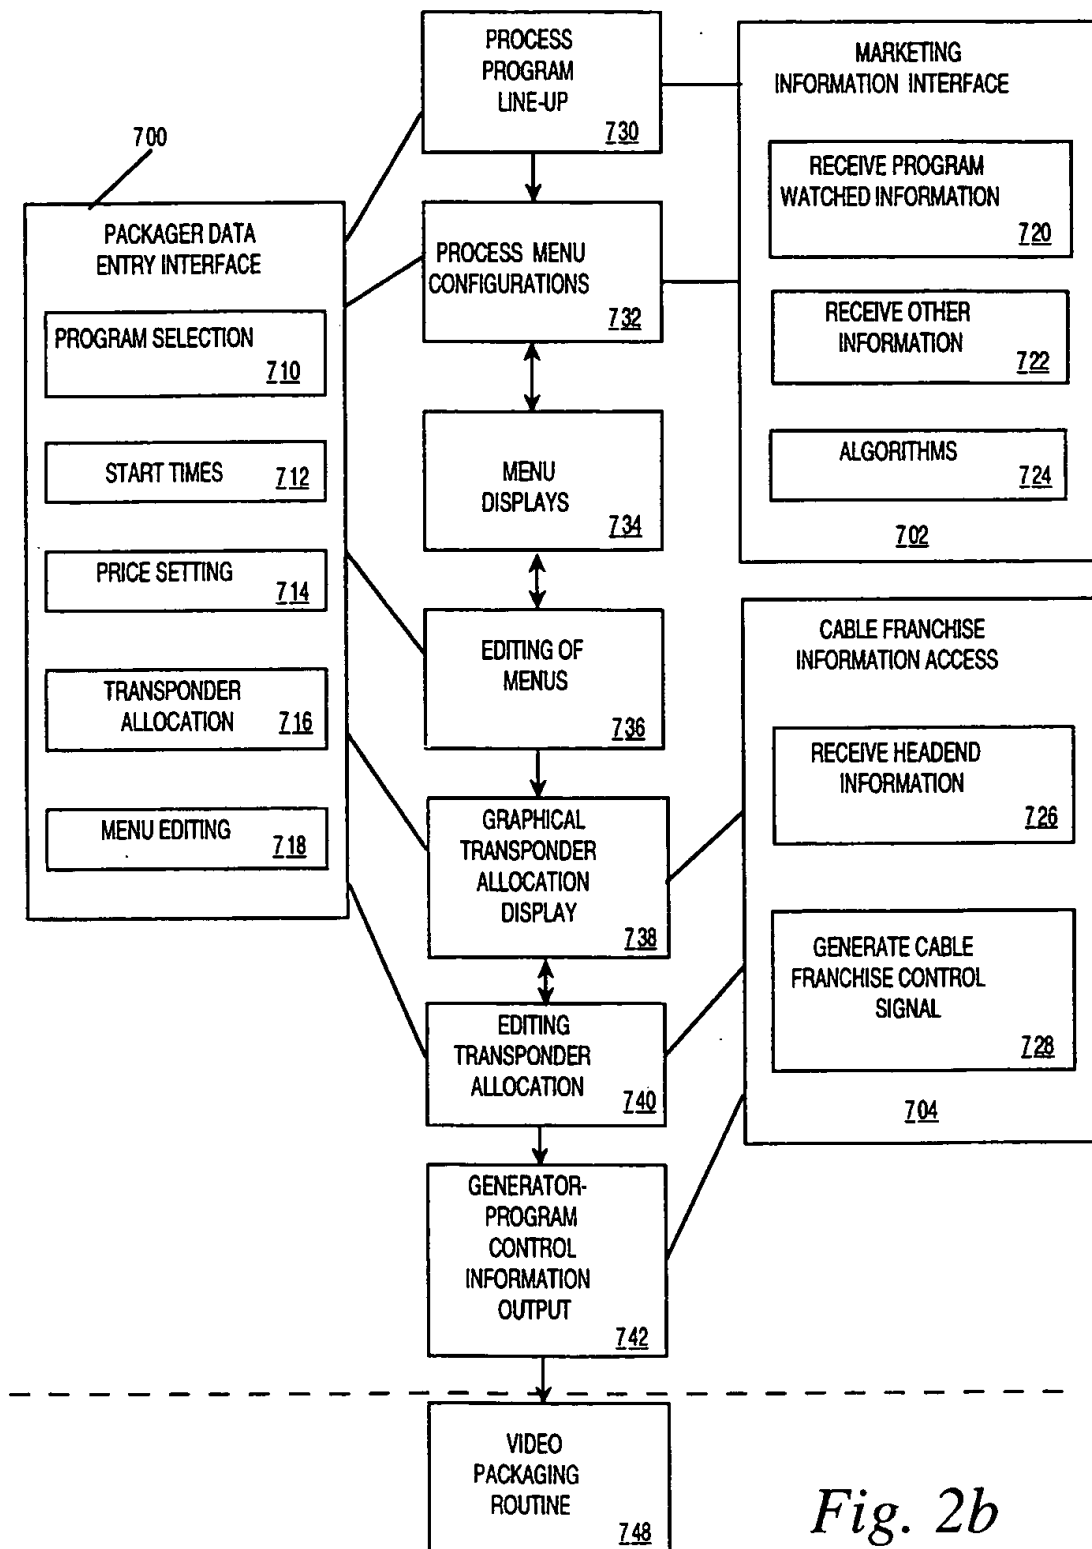 700
PACKAGER DATA
ENTRY INTERFACE
PROGRAM SELECTION
710
START TIMES
712
PRICE SETTING
714
TRANSPONDER
ALLOCATION
716
MENU EDITING
718
PROCESS
PROGRAM
LINE-UP
730
PROCESS MENU
CONFIGURATIONS
732
MENU
DISPLAYS
734
EDITING OF
MENUS
736
GRAPHICAL
TRANSPONDER
ALLOCATION
DISPLAY
738
EDITING
TRANSPONDER
ALLOCATION
740
GENERATOR-
PROGRAM
CONTROL
INFORMATION
OUTPUT
742
VIDEO
PACKAGING
ROUTINE
748
MARKETING
INFORMATION INTERFACE
RECEIVE PROGRAM
WATCHED INFORMATION
720
RECEIVE OTHER
INFORMATION
722
ALGORITHMS
724
702
CABLE FRANCHISE
INFORMATION ACCESS
RECEIVE HEADEND
INFORMATION
726
GENERATE CABLE
FRANCHISE CONTROL
SIGNAL
728
704
Fig. 2b